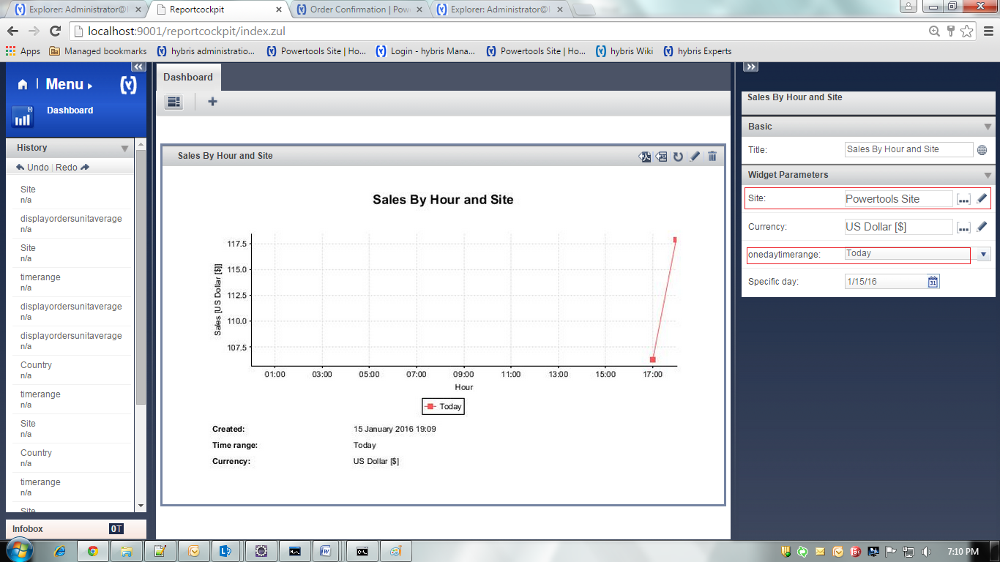 Explorer: Administrator@l
Reportcockpit
Order Confirmation | Pow
Explorer: Administrator@l
localhost:9001/reportcockpit/index.zul
Apps Managed bookmarks hybris administratio... Powertools Site | Ho... Login - hybris Mana... Powertools Site | Ho... hybris Wiki hybris Experts
Menu
Dashboard
History
Undo | Redo
Site
n/a
displayordersunitaverage
n/a
Site
n/a
timerange
n/a
displayordersunitaverage
n/a
displayordersunitaverage
n/a
Country
n/a
timerange
n/a
Site
n/a
Country
n/a
timerange
n/a
Site
Infobox 0T
Dashboard
Sales By Hour and Site
Sales By Hour and Site
117.5
115.0
112.5
110.0
107.5
Sales [US Dollar [$]]
01:00 03:00 05:00 07:00 09:00 11:00 13:00 15:00 17:00
Hour
Today
Created: 15 January 2016 19:09
Time range: Today
Currency: US Dollar [$]
Sales By Hour and Site
Basic
Title: Sales By Hour and Site
Widget Parameters
Site: Powertools Site [...]
Currency: US Dollar [$] [...]
onedaytimerange: Today
Specific day: 1/15/16 31
7:10 PM